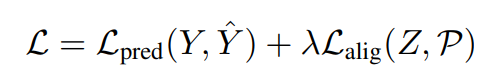 ℒ = ℒ_pred(Y, Ŷ) + λℒ_alig(Z, 𝒫)